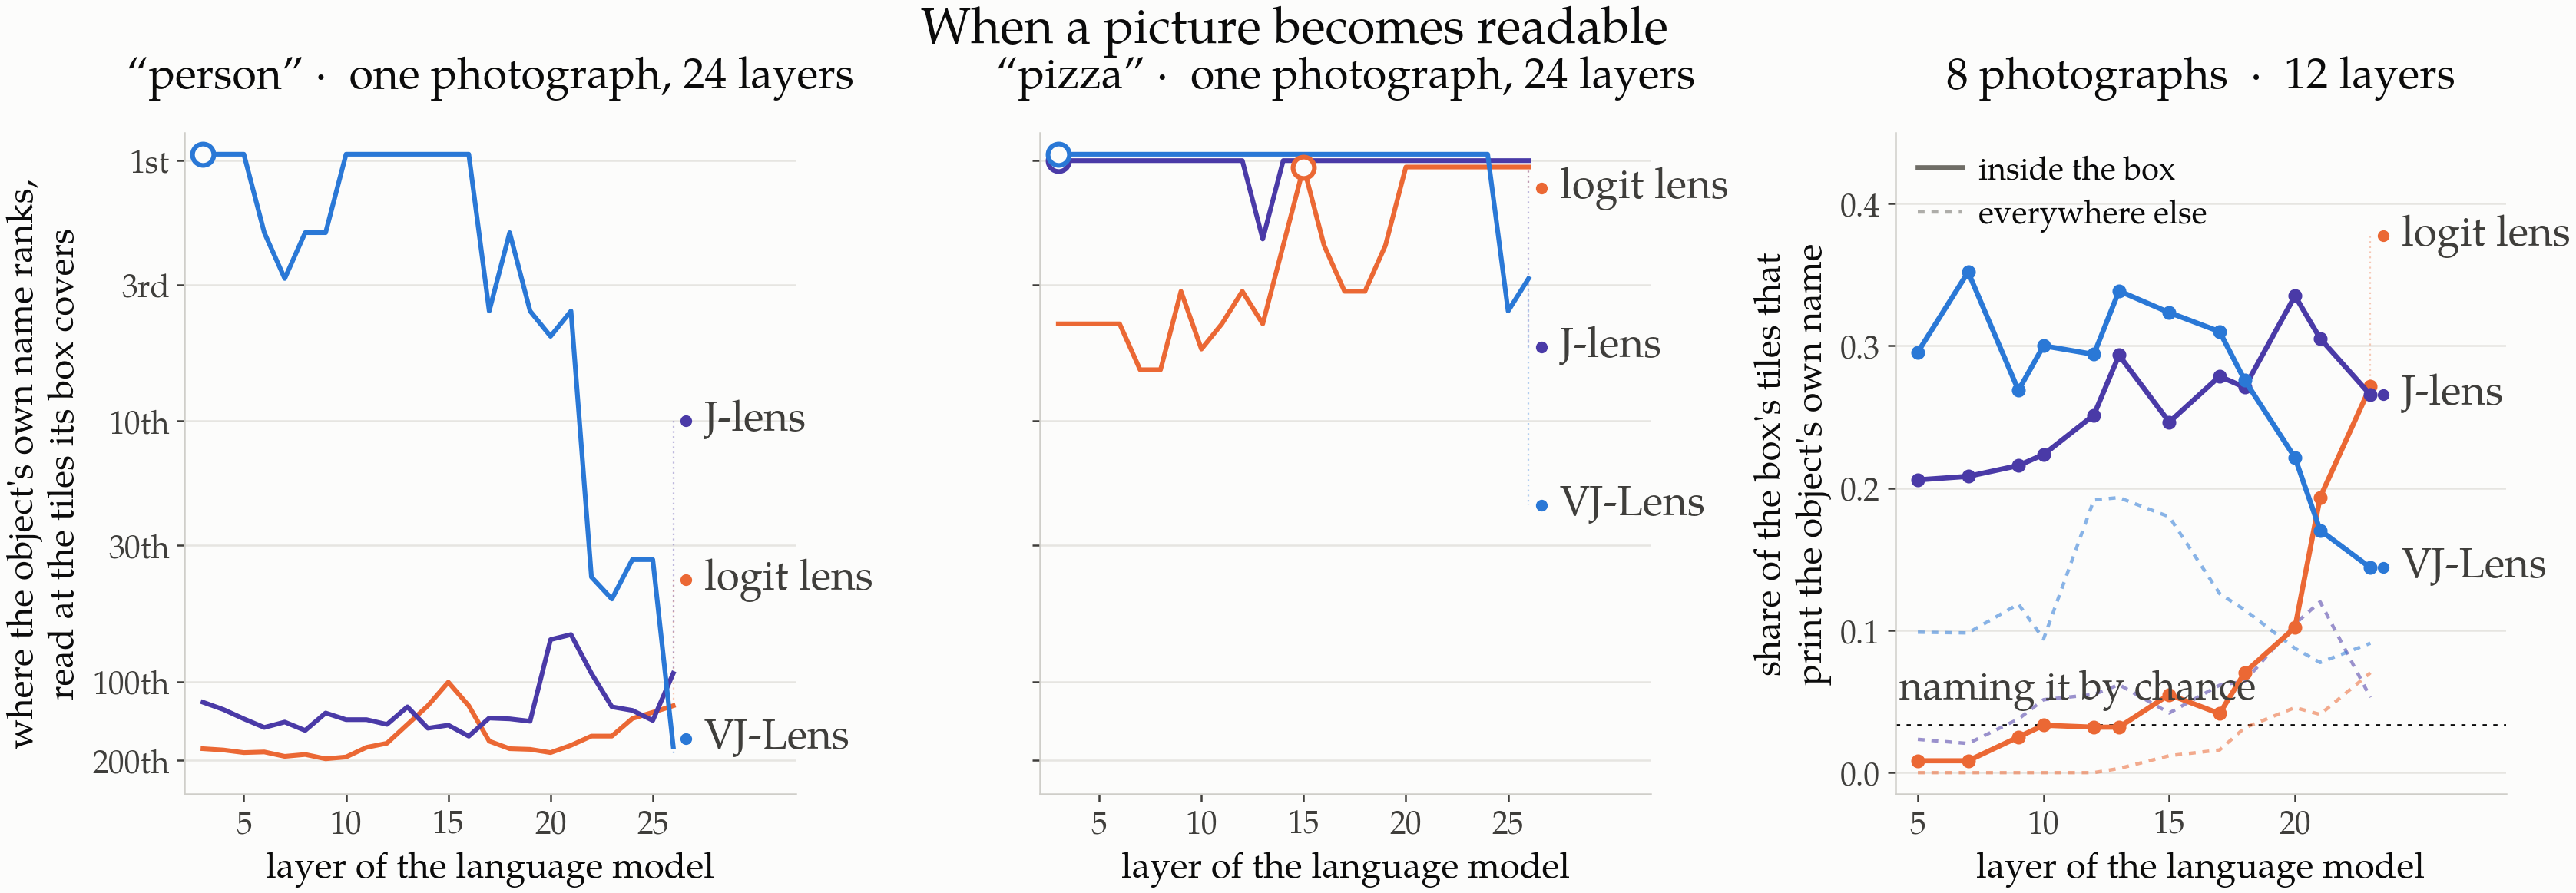 When a picture becomes readable
“person” · one photograph, 24 layers
where the object's own name ranks,
read at the tiles its box covers
1st
3rd
10th
30th
100th
200th
J-lens
logit lens
VJ-Lens
5
10
15
20
25
layer of the language model
“pizza” · one photograph, 24 layers
logit lens
J-lens
VJ-Lens
5
10
15
20
25
layer of the language model
8 photographs · 12 layers
share of the box's tiles that
print the object's own name
inside the box
everywhere else
0.4
0.3
0.2
0.1
0.0
logit lens
J-lens
VJ-Lens
naming it by chance
5
10
15
20
layer of the language model